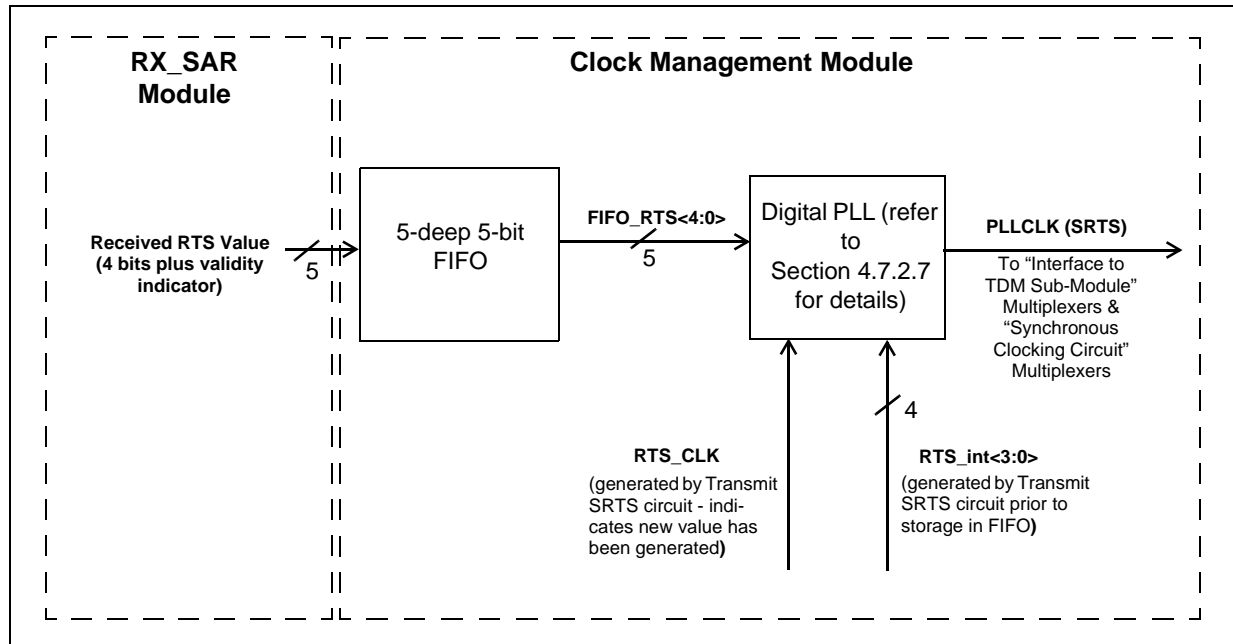 RX_SAR
Module
Clock Management Module
Received RTS Value
(4 bits plus validity
indicator)
5
5-deep 5-bit
FIFO
FIFO_RTS<4:0>
5
Digital PLL (refer
to
Section 4.7.2.7
for details)
PLLCLK (SRTS)
To “Interface to
TDM Sub-Module”
Multiplexers &
“Synchronous
Clocking Circuit”
Multiplexers
4
RTS_CLK
(generated by Transmit
SRTS circuit - indi-
cates new value has
been generated)
RTS_int<3:0>
(generated by Transmit
SRTS circuit prior to
storage in FIFO)